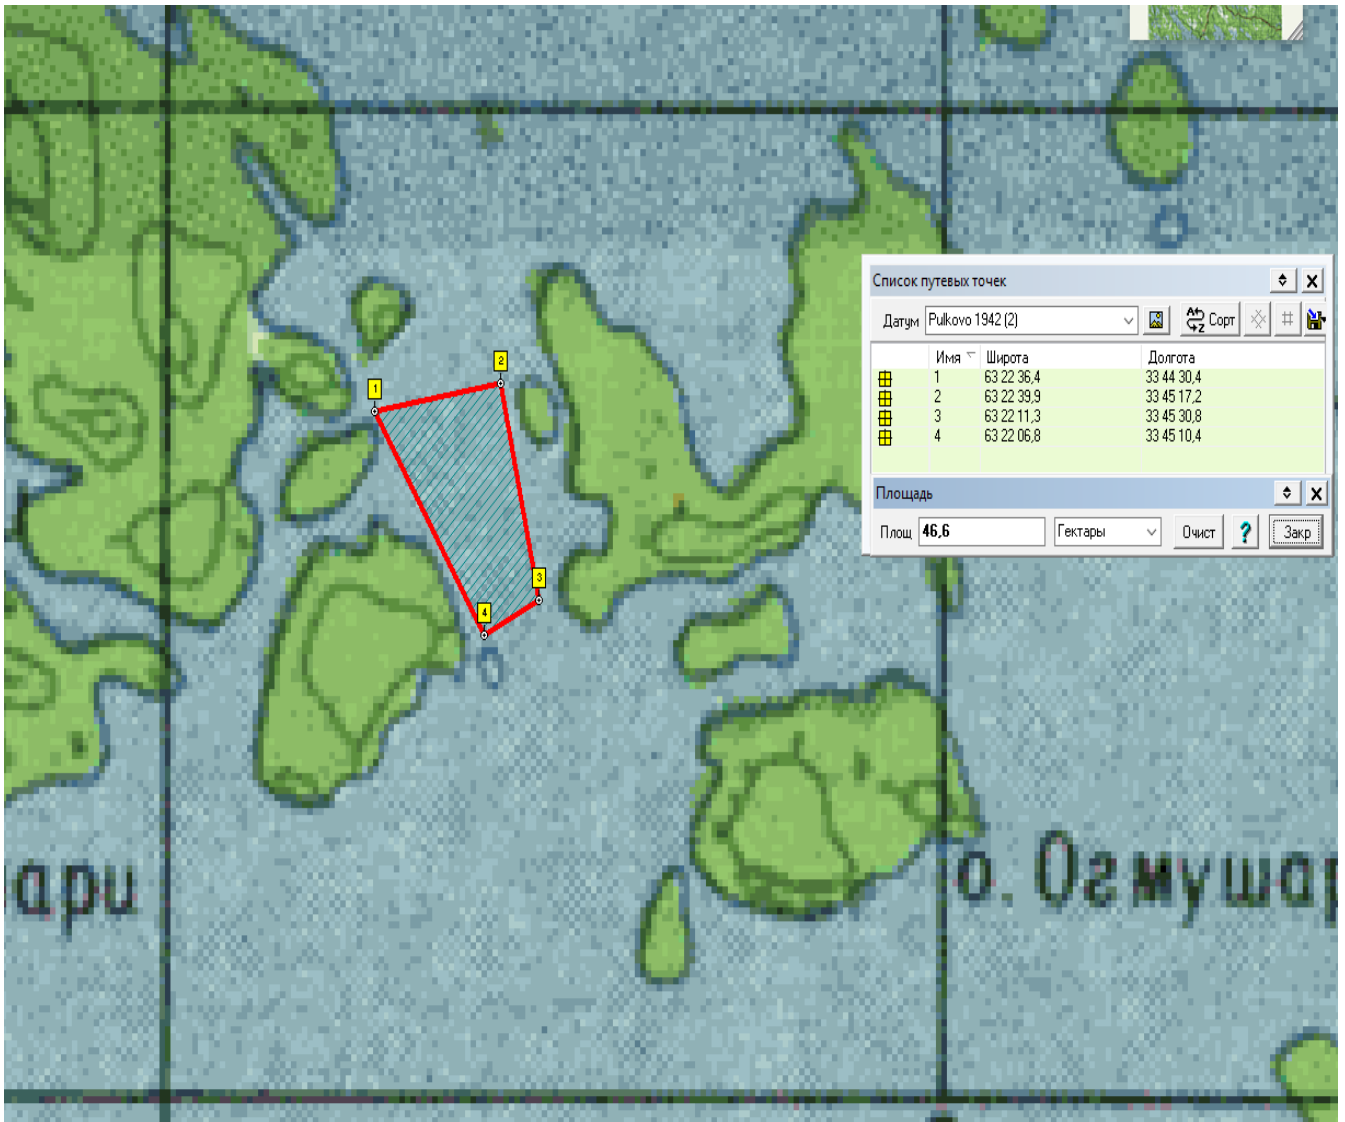 Список путевых точек
Датум Pulkovo 1942 (2) Сорт
Имя Широта Долгота
1 63 22 36,4 33 44 30,4
2 63 22 39,9 33 45 17,2
3 63 22 11,3 33 45 30,8
4 63 22 06,8 33 45 10,4
Площадь
Площ 46,6 Гектары Очист ? Закр
1
2
3
4
ари
о. Огмушар